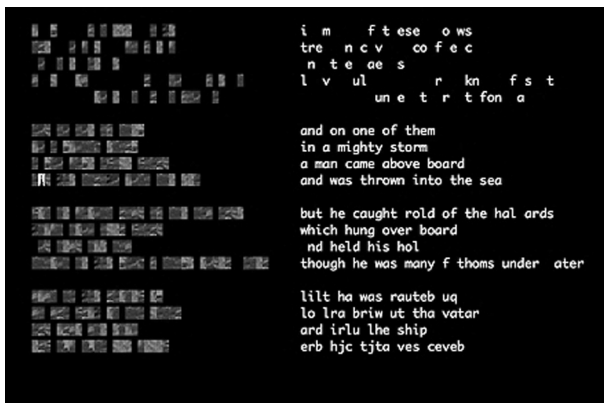 i m f t ese o ws
tre n c v co f e c
n t e ae s
l v ul r kn f s t
un e t r t fon a
and on one of them
in a mighty storm
a man came above board
and was thrown into the sea
but he caught rold of the hal ards
which hung over board
nd held his hol
though he was many f thoms under ater
lilt ha was rauteb uq
lo lra briw ut tha vatar
ard irlu lhe ship
erb hjc tjta ves ceveb